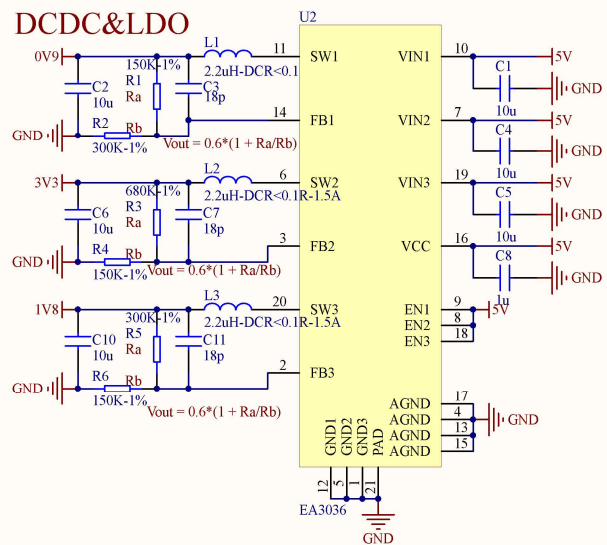 DCDC&LDO
U2
0V9
L1
2.2uH-DCR<0.1
11
SW1
VIN1
10
5V
C1
10u
GND
C2
10u
150K-1%
R1
Ra
C3
18p
14
FB1
VIN2
7
5V
C4
10u
GND
GND
R2
Rb
300K-1%
Vout = 0.6*(1 + Ra/Rb)
3V3
L2
2.2uH-DCR<0.1R-1.5A
6
SW2
VIN3
19
5V
C5
10u
GND
C6
10u
680K-1%
R3
Ra
C7
18p
3
FB2
VCC
16
5V
C8
1u
GND
GND
R4
Rb
150K-1%
Vout = 0.6*(1 + Ra/Rb)
1V8
L3
2.2uH-DCR<0.1R-1.5A
20
SW3
EN1
9
5V
EN2
8
EN3
18
C10
10u
300K-1%
R5
Ra
C11
18p
2
FB3
GND
R6
Rb
150K-1%
Vout = 0.6*(1 + Ra/Rb)
AGND
17
AGND
4
GND
AGND
13
AGND
15
GND1
GND2
GND3
PAD
12
5
1
21
EA3036
GND